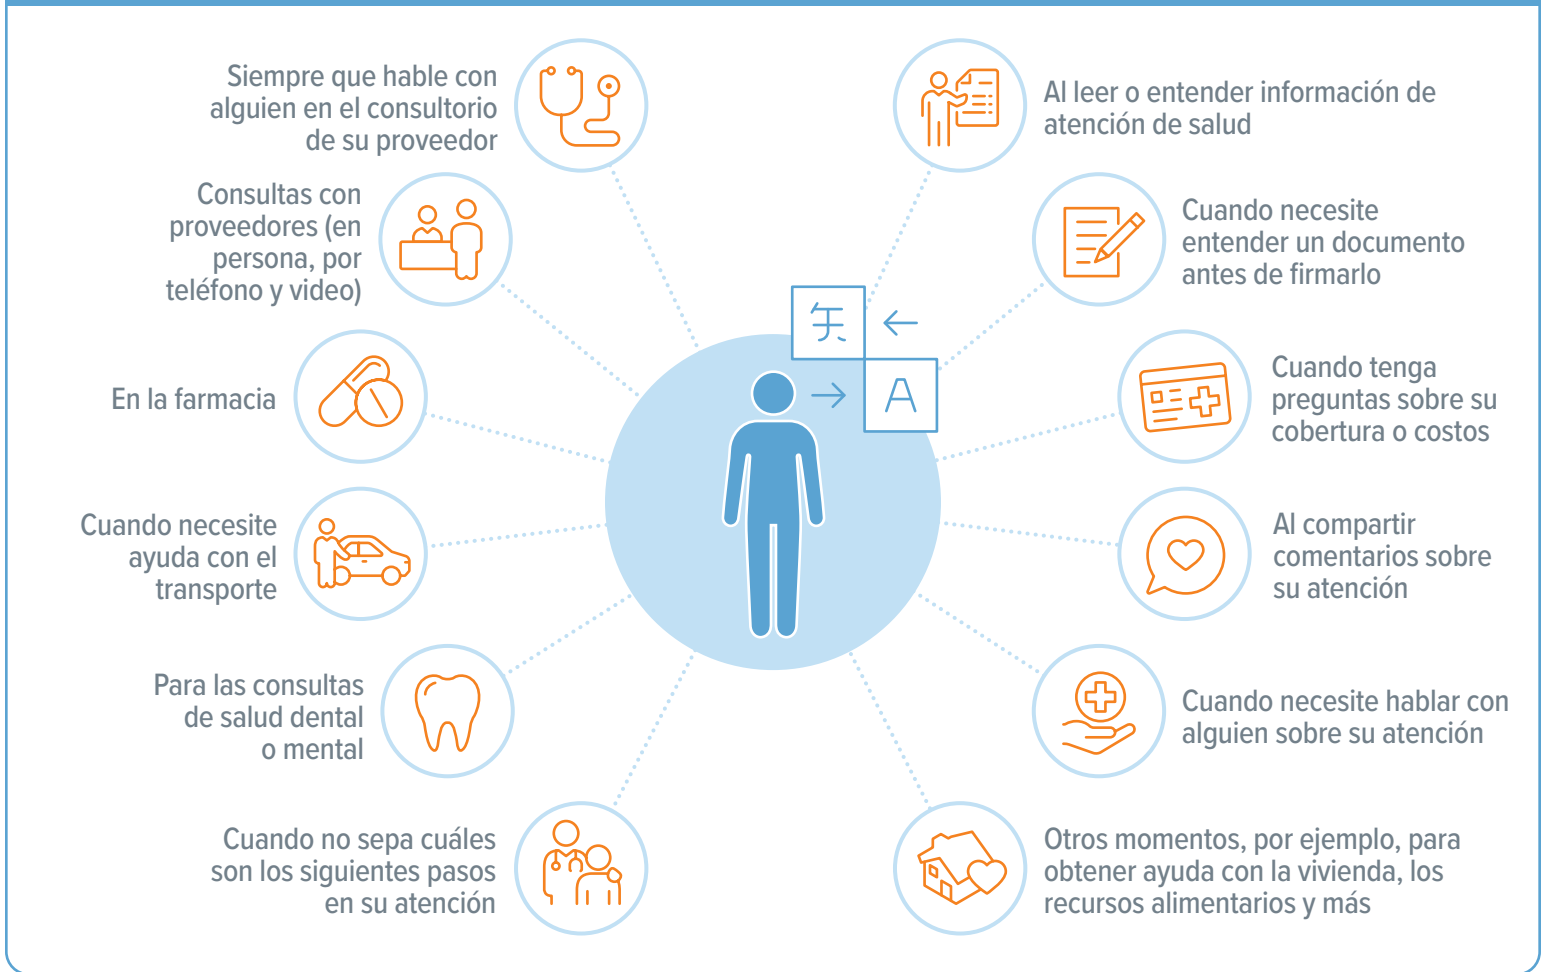 Siempre que hable con
alguien en el consultorio
de su proveedor
Consultas con
proveedores (en
persona, por
teléfono y video)
En la farmacia
Cuando necesite
ayuda con el
transporte
Para las consultas
de salud dental
o mental
Cuando no sepa cuáles
son los siguientes pasos
en su atención
A
Al leer o entender información de
atención de salud
Cuando necesite
entender un documento
antes de firmarlo
Cuando tenga
preguntas sobre su
cobertura o costos
Al compartir
comentarios sobre
su atención
Cuando necesite hablar con
alguien sobre su atención
Otros momentos, por ejemplo, para
obtener ayuda con la vivienda, los
recursos alimentarios y más